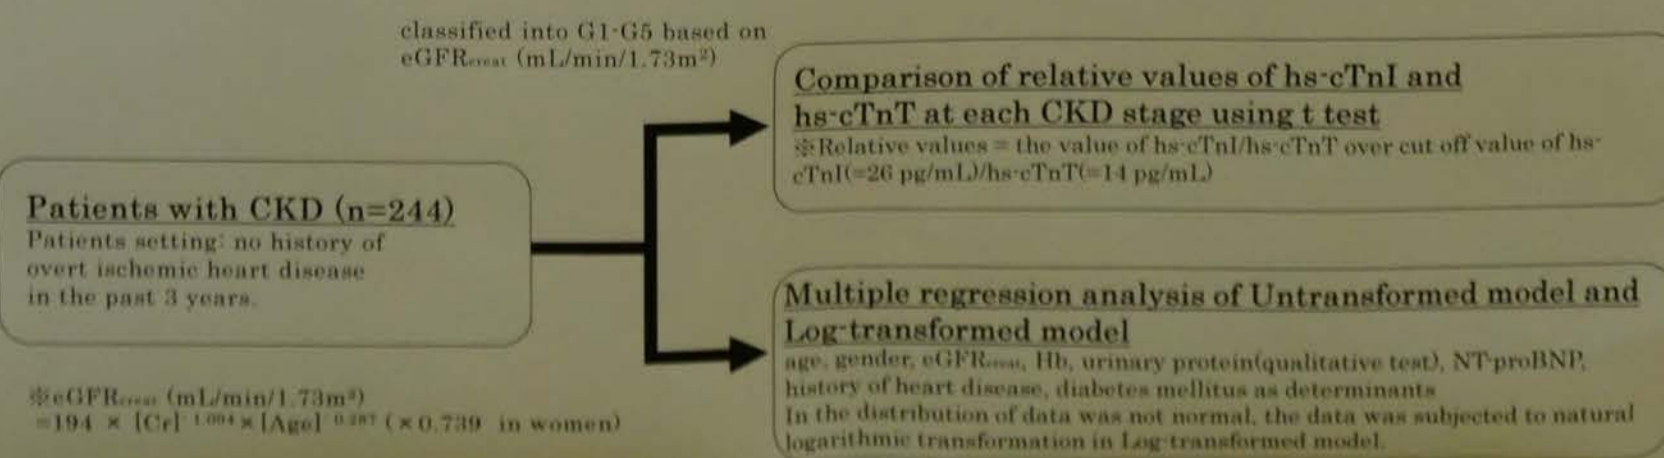 classified into G1-G5 based on
eGFRcreat (mL/min/1.73m²)
Comparison of relative values of hs-cTnI and
hs-cTnT at each CKD stage using t test
※Relative values = the value of hs-cTnI/hs-cTnT over cut off value of hs-
cTnI(=26 pg/mL)/hs-cTnT(=14 pg/mL)
Patients with CKD (n=244)
Patients setting: no history of
overt ischemic heart disease
in the past 3 years.
Multiple regression analysis of Untransformed model and
Log-transformed model
age, gender, eGFRcreat, Hb, urinary protein(qualitative test), NT-proBNP,
history of heart disease, diabetes mellitus as determinants
In the distribution of data was not normal, the data was subjected to natural
logarithmic transformation in Log-transformed model.
※eGFRcreat (mL/min/1.73m²)
=194 × [Cr]-1.094 × [Age]-0.287 (×0.739 in women)